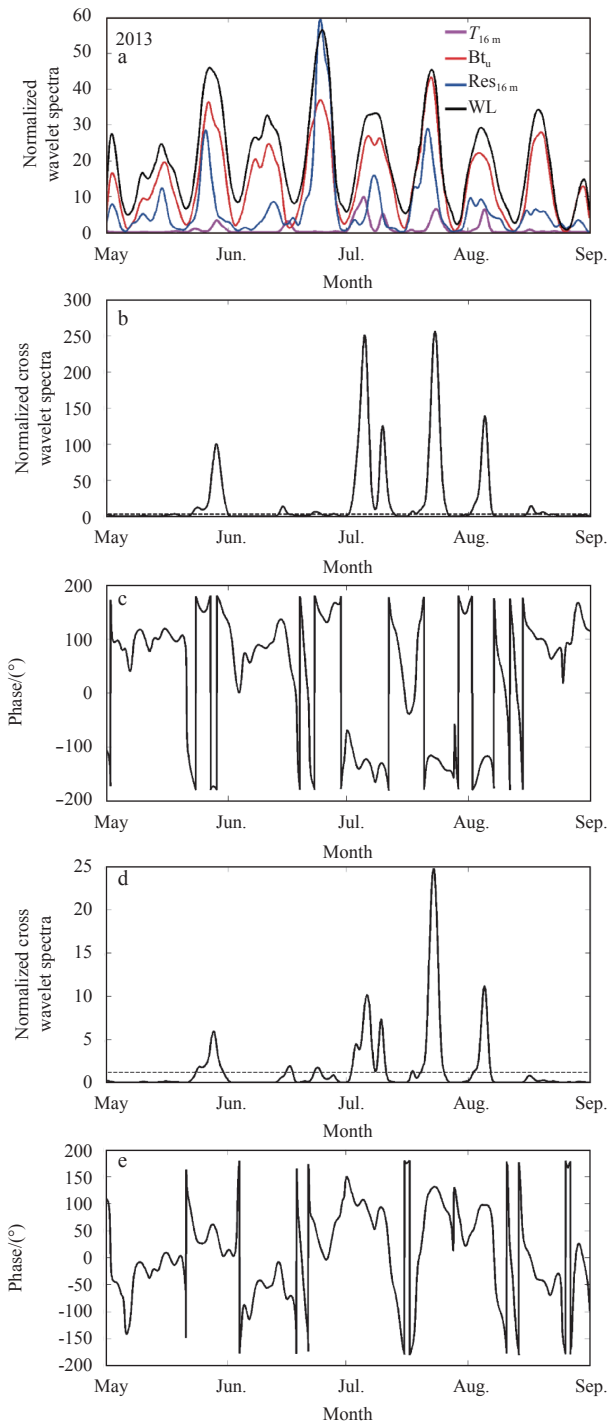 2013
a
T16 m
Btu
Res16 m
WL
Normalized
wavelet spectra
60
50
40
30
20
10
0
May Jun. Jul. Aug. Sep.
Month
b
Normalized cross
wavelet spectra
300
250
200
150
100
50
0
May Jun. Jul. Aug. Sep.
Month
c
Phase/(°)
200
100
0
−100
−200
May Jun. Jul. Aug. Sep.
Month
d
Normalized cross
wavelet spectra
25
20
15
10
5
0
May Jun. Jul. Aug. Sep.
Month
e
Phase/(°)
200
150
100
50
0
-50
-100
-150
-200
May Jun. Jul. Aug. Sep.
Month